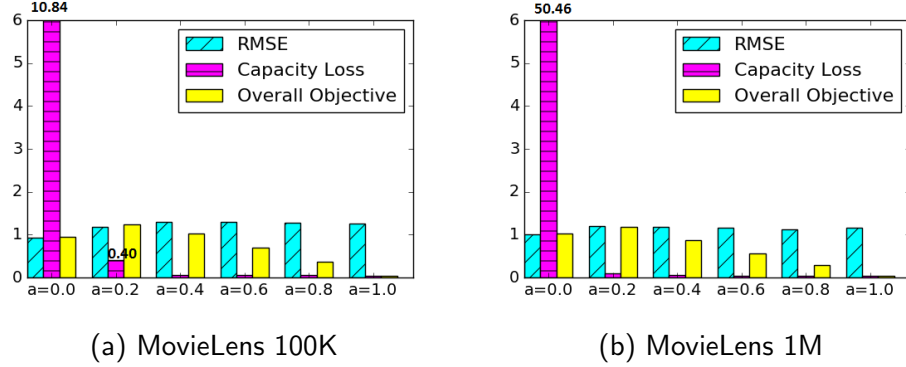 10.84
6
5
4
3
2
1
0
RMSE
Capacity Loss
Overall Objective
0.40
a=0.0 a=0.2 a=0.4 a=0.6 a=0.8 a=1.0
(a) MovieLens 100K
50.46
6
5
4
3
2
1
0
RMSE
Capacity Loss
Overall Objective
a=0.0 a=0.2 a=0.4 a=0.6 a=0.8 a=1.0
(b) MovieLens 1M